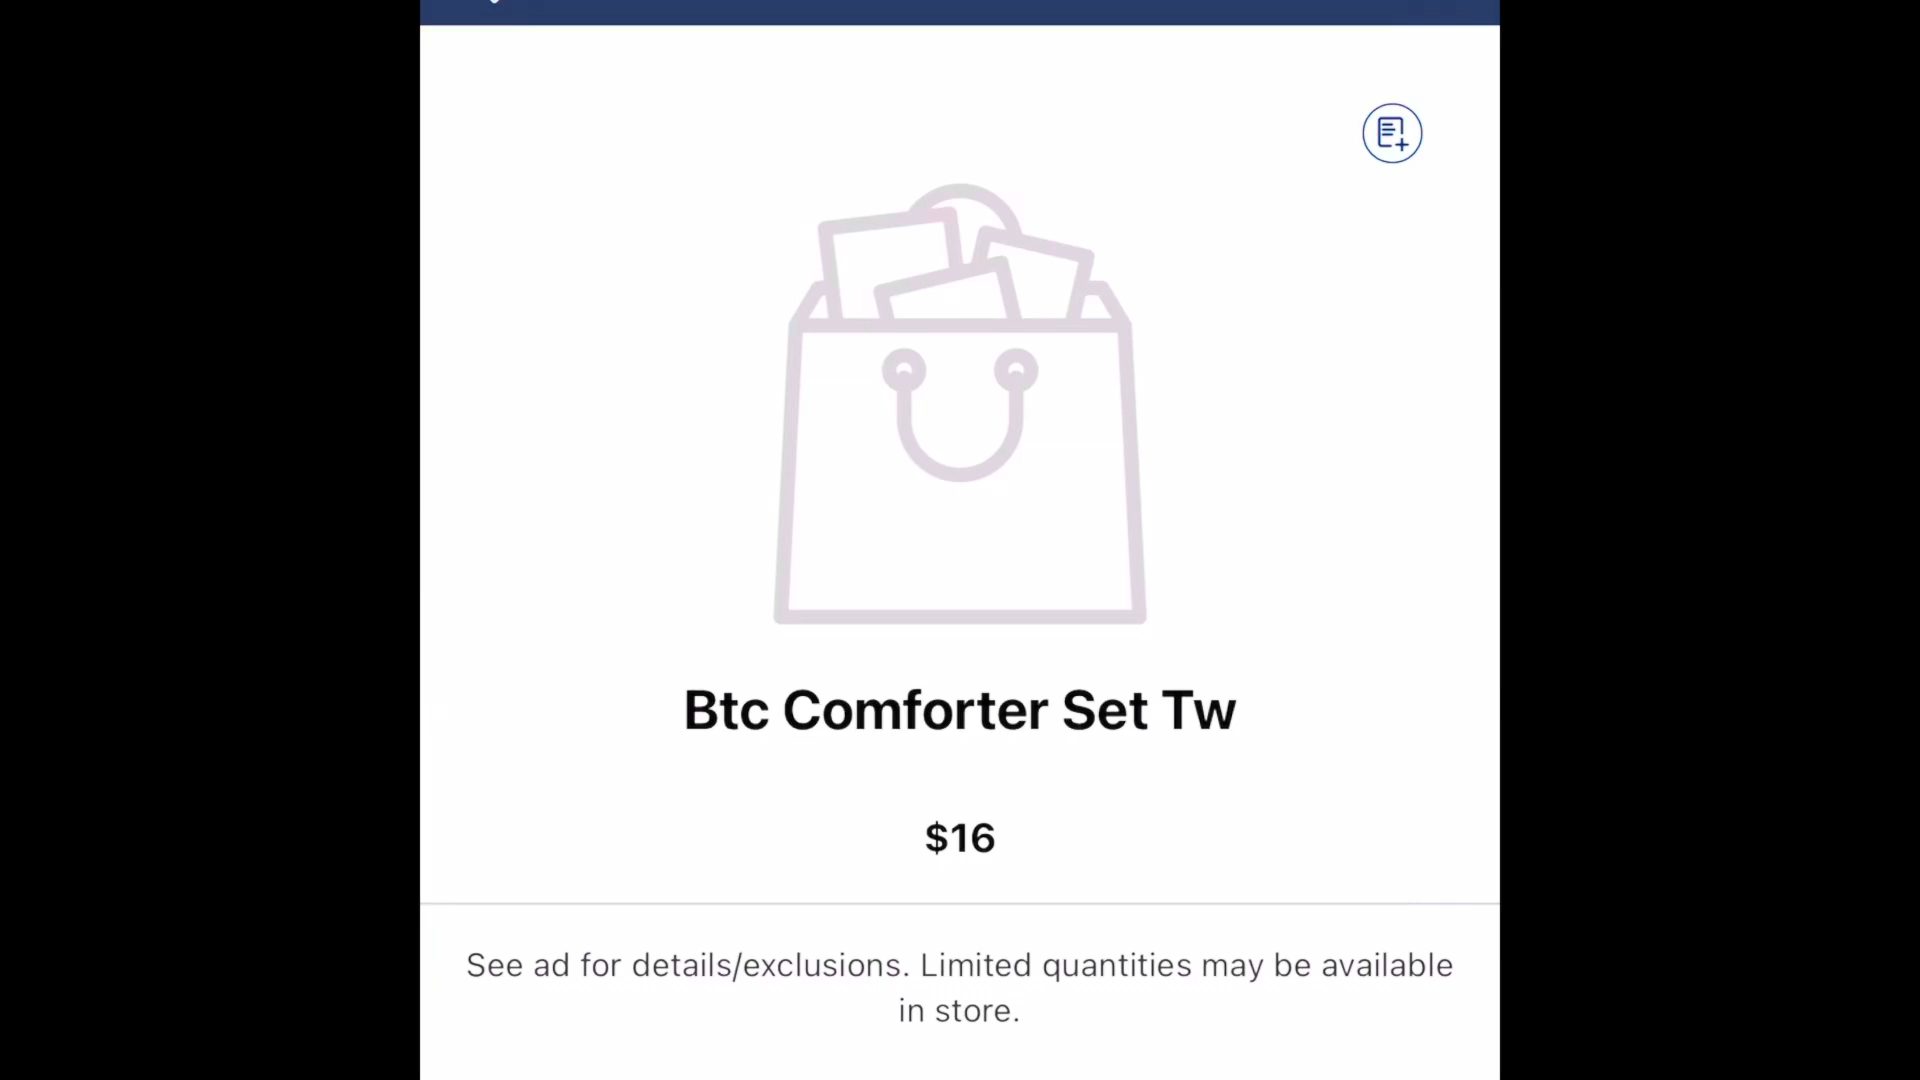 Btc Comforter Set Tw
$16
See ad for details/exclusions. Limited quantities may be available
in store.